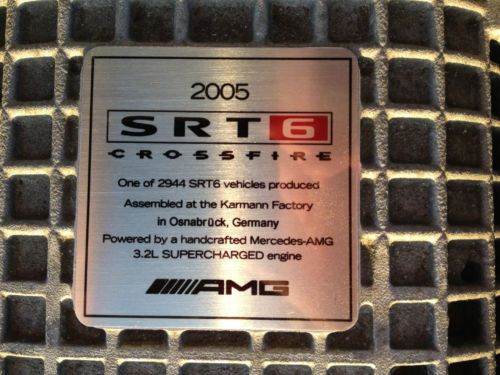 2005
SRT6
CROSSFIRE
One of 2944 SRT6 vehicles produced
Assembled at the Karmann Factory
in Osnabrück, Germany
Powered by a handcrafted Mercedes-AMG
3.2L SUPERCHARGED engine
AMG